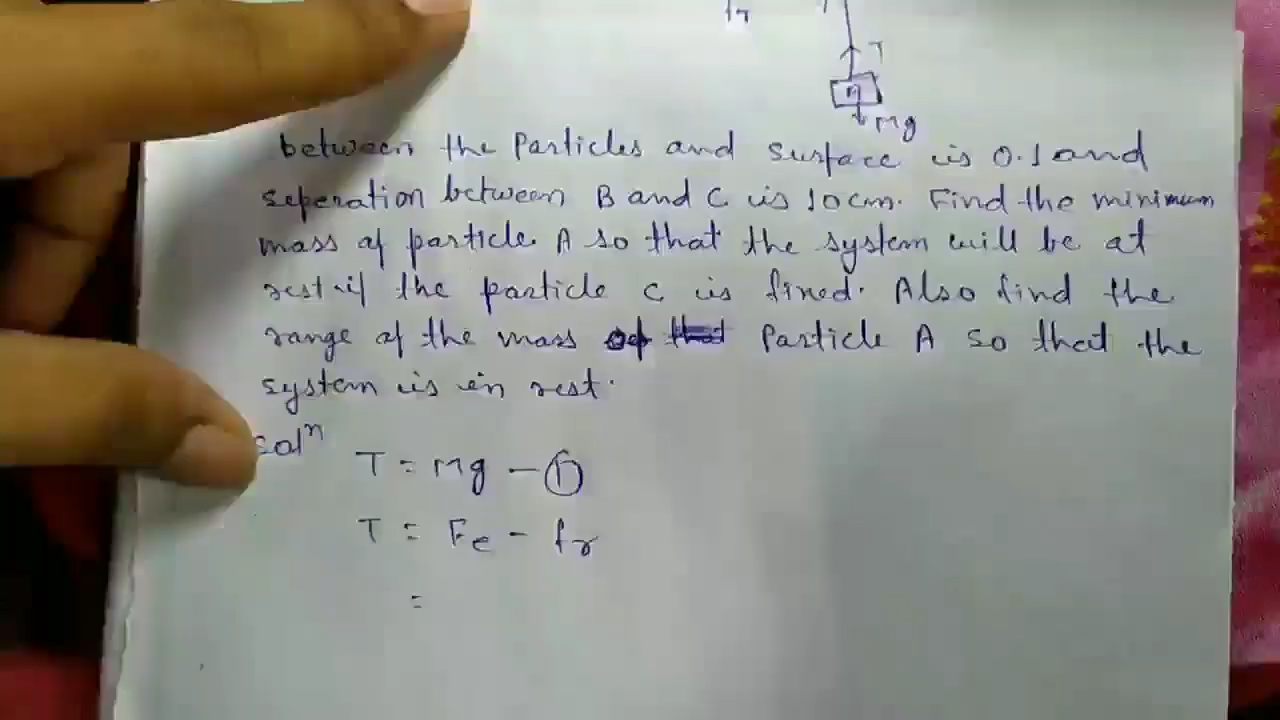 fr
T
M
Mg
between the Particles and surface is 0.1 and
seperation between B and C is 10cm. Find the minimum
mass of particle A so that the system will be at
rest if the particle C is fixed. Also find the
range of the mass Particle A so that the
system is in rest.
solⁿ
T = Mg - ①
T = Fe - fr
=